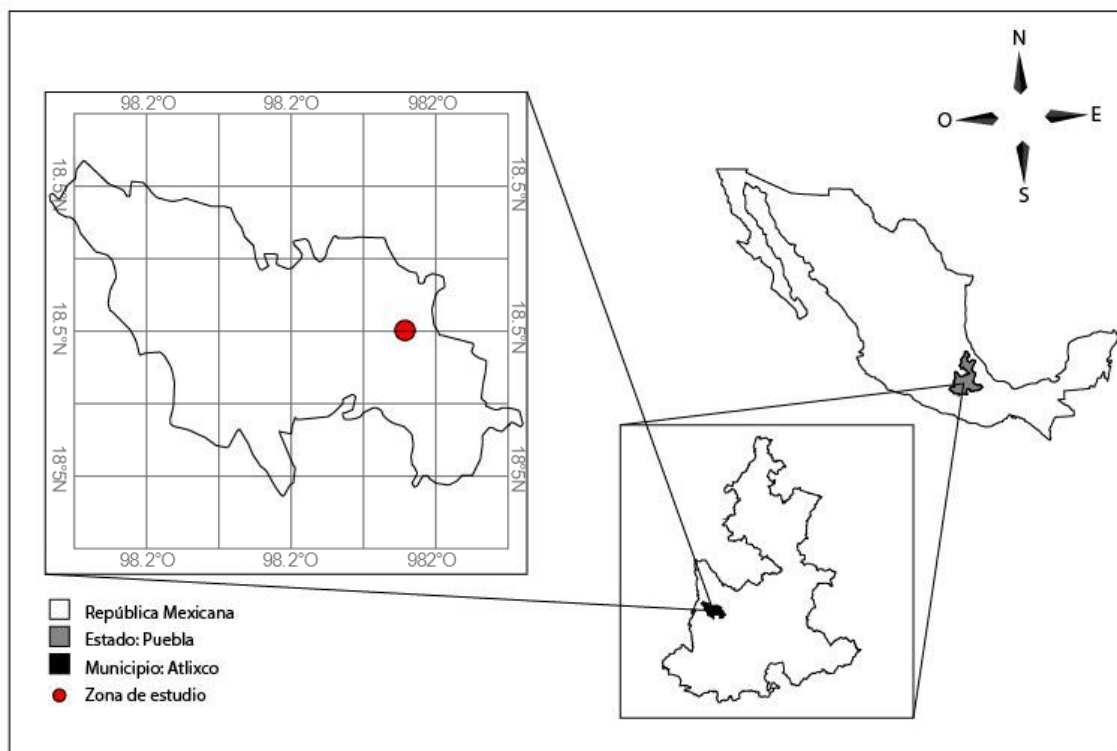 N
O E
S
98.2°O 98.2°O 982°O
18.5°N 18.5°N
18.5°N 18.5°N
18°5N 18°5N
98.2°O 98.2°O 982°O
República Mexicana
Estado: Puebla
Municipio: Atlixco
Zona de estudio